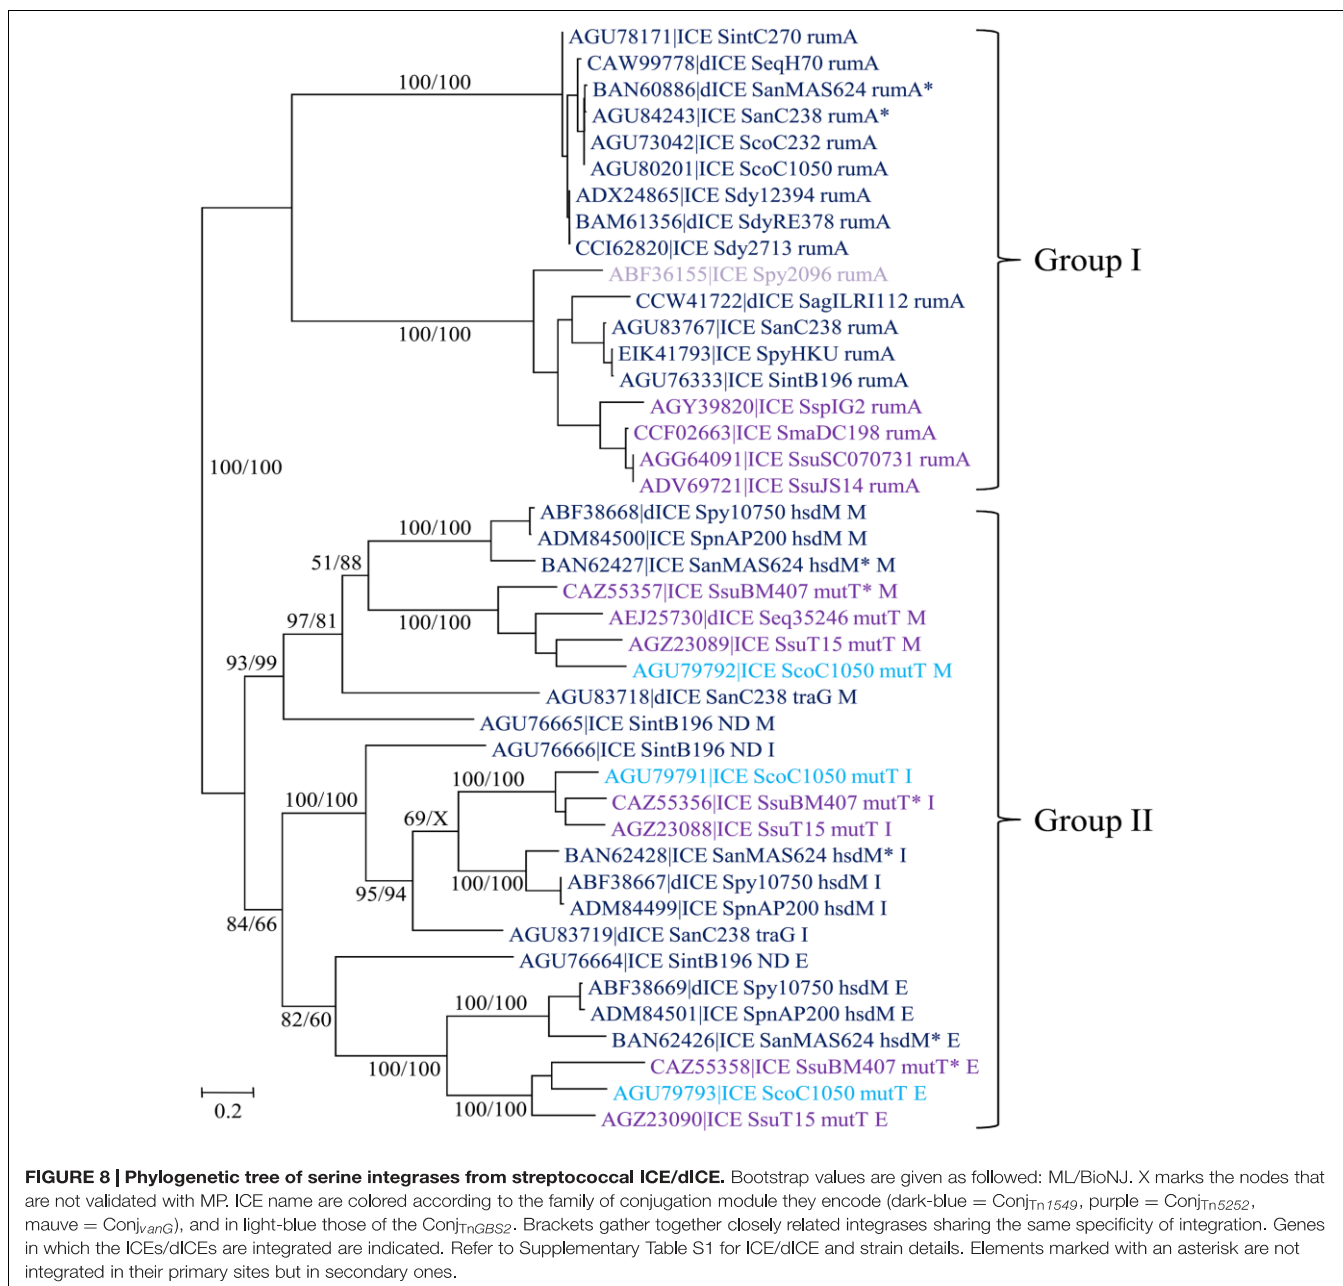 AGU78171|ICE SintC270 rumA
CAW99778|dICE SeqH70 rumA
100/100
BAN60886|dICE SanMAS624 rumA*
AGU84243|ICE SanC238 rumA*
AGU73042|ICE ScoC232 rumA
AGU80201|ICE ScoC1050 rumA
ADX24865|ICE Sdy12394 rumA
BAM61356|dICE SdyRE378 rumA
CCI62820|ICE Sdy2713 rumA
Group I
ABF36155|ICE Spy2096 rumA
CCW41722|dICE SagILRI112 rumA
AGU83767|ICE SanC238 rumA
100/100
EIK41793|ICE SpyHKU rumA
AGU76333|ICE SintB196 rumA
AGY39820|ICE SspIG2 rumA
CCF02663|ICE SmaDC198 rumA
AGG64091|ICE SsuSC070731 rumA
100/100
ADV69721|ICE SsuJS14 rumA
ABF38668|dICE Spy10750 hsdM M
100/100
ADM84500|ICE SpnAP200 hsdM M
51/88
BAN62427|ICE SanMAS624 hsdM* M
CAZ55357|ICE SsuBM407 mutT* M
97/81
100/100
AEJ25730|dICE Seq35246 mutT M
AGZ23089|ICE SsuT15 mutT M
93/99
AGU79792|ICE ScoC1050 mutT M
AGU83718|dICE SanC238 traG M
AGU76665|ICE SintB196 ND M
AGU76666|ICE SintB196 ND I
100/100
AGU79791|ICE ScoC1050 mutT I
100/100
CAZ55356|ICE SsuBM407 mutT* I
69/X
AGZ23088|ICE SsuT15 mutT I
Group II
BAN62428|ICE SanMAS624 hsdM* I
95/94
100/100
ABF38667|dICE Spy10750 hsdM I
ADM84499|ICE SpnAP200 hsdM I
84/66
AGU83719|dICE SanC238 traG I
AGU76664|ICE SintB196 ND E
ABF38669|dICE Spy10750 hsdM E
100/100
ADM84501|ICE SpnAP200 hsdM E
82/60
BAN62426|ICE SanMAS624 hsdM* E
100/100
CAZ55358|ICE SsuBM407 mutT* E
AGU79793|ICE ScoC1050 mutT E
0.2
100/100
AGZ23090|ICE SsuT15 mutT E
FIGURE 8 | Phylogenetic tree of serine integrases from streptococcal ICE/dICE. Bootstrap values are given as followed: ML/BioNJ. X marks the nodes that
are not validated with MP. ICE name are colored according to the family of conjugation module they encode (dark-blue = ConjTn1549, purple = ConjTn5252,
mauve = ConjvanG), and in light-blue those of the ConjTnGBS2. Brackets gather together closely related integrases sharing the same specificity of integration. Genes
in which the ICEs/dICEs are integrated are indicated. Refer to Supplementary Table S1 for ICE/dICE and strain details. Elements marked with an asterisk are not
integrated in their primary sites but in secondary ones.